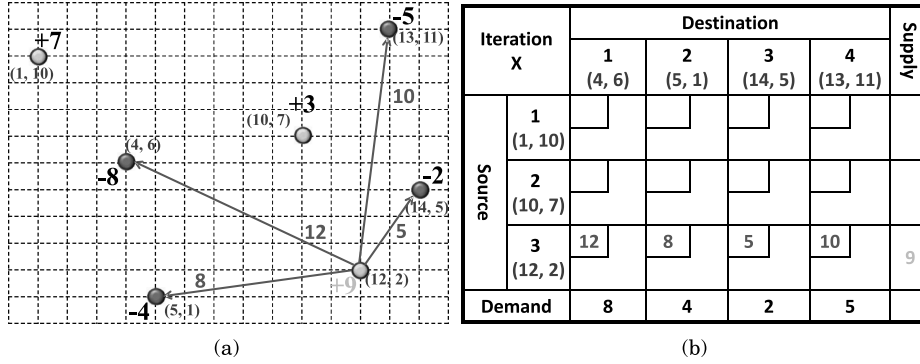 +7
(1, 10)
-5
(13, 11)
10
+3
(10, 7)
(4, 6)
-8
-2
(14, 5)
12
5
8
+9
(12, 2)
-4
(5, 1)
(a)
Iteration X
Destination
Supply
1 2 3 4
(4, 6) (5, 1) (14, 5) (13, 11)
Source
1
(1, 10)
2
(10, 7)
3
(12, 2)
12 8 5 10 9
Demand 8 4 2 5
(b)